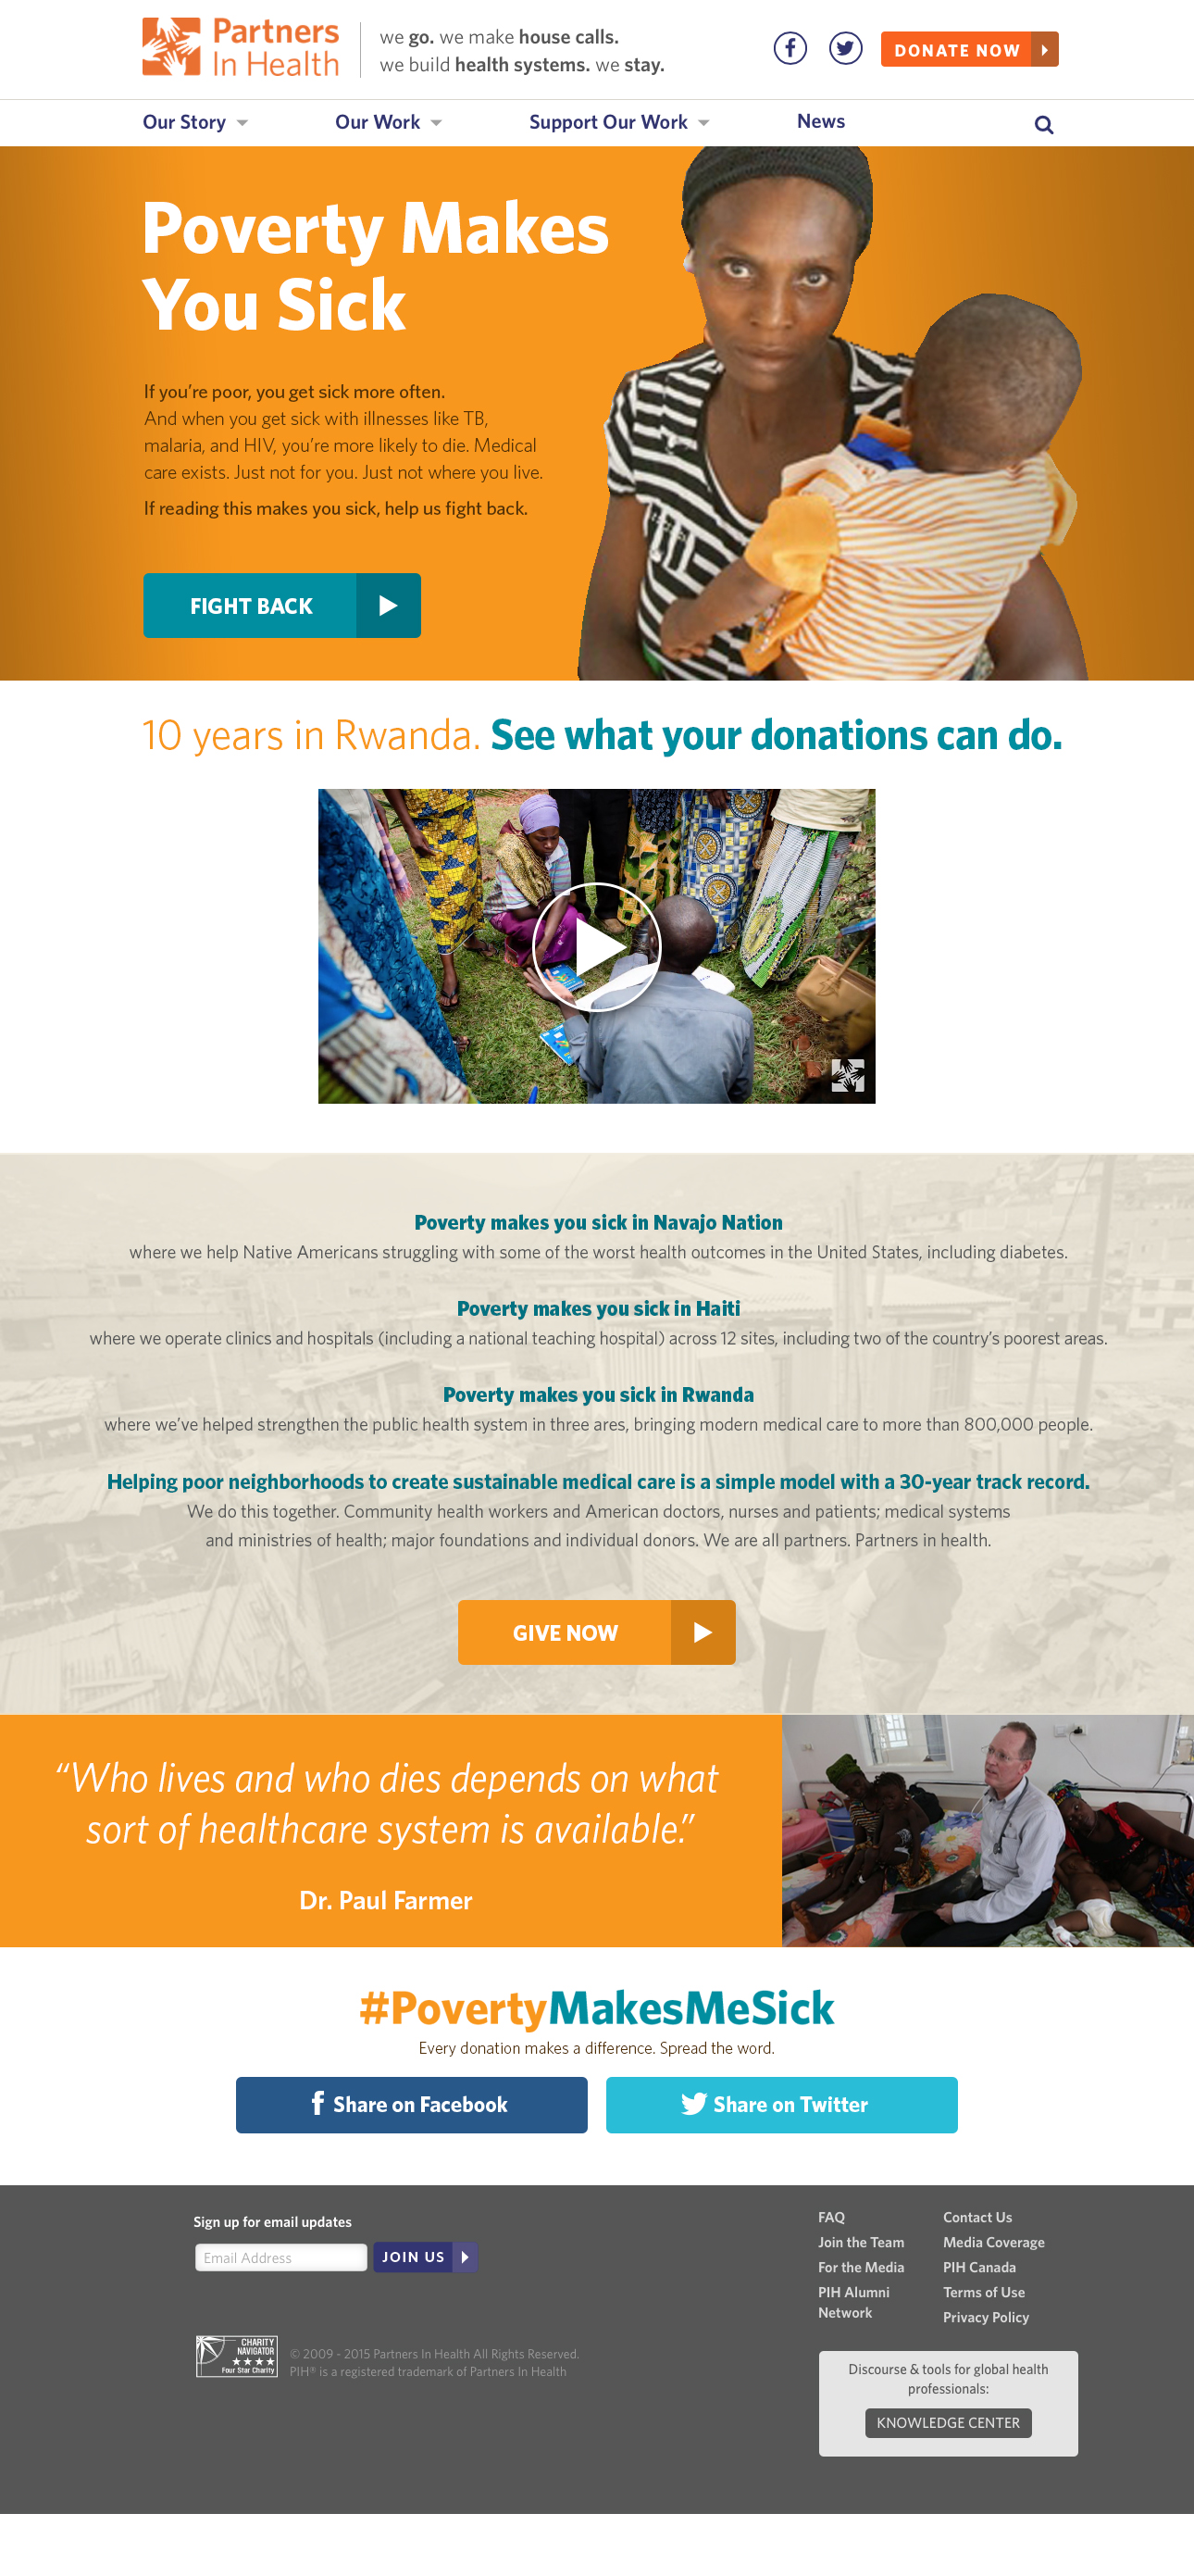 Partners
In Health
we go. we make house calls.
we build health systems. we stay.
DONATE NOW
Our Story
Our Work
Support Our Work
News
Poverty Makes
You Sick
If you’re poor, you get sick more often.
And when you get sick with illnesses like TB,
malaria, and HIV, you’re more likely to die. Medical
care exists. Just not for you. Just not where you live.
If reading this makes you sick, help us fight back.
FIGHT BACK
10 years in Rwanda. See what your donations can do.
Poverty makes you sick in Navajo Nation
where we help Native Americans struggling with some of the worst health outcomes in the United States, including diabetes.
Poverty makes you sick in Haiti
where we operate clinics and hospitals (including a national teaching hospital) across 12 sites, including two of the country’s poorest areas.
Poverty makes you sick in Rwanda
where we’ve helped strengthen the public health system in three ares, bringing modern medical care to more than 800,000 people.
Helping poor neighborhoods to create sustainable medical care is a simple model with a 30-year track record.
We do this together. Community health workers and American doctors, nurses and patients; medical systems
and ministries of health; major foundations and individual donors. We are all partners. Partners in health.
GIVE NOW
“Who lives and who dies depends on what
sort of healthcare system is available.”
Dr. Paul Farmer
#PovertyMakesMeSick
Every donation makes a difference. Spread the word.
Share on Facebook
Share on Twitter
Sign up for email updates
Email Address
JOIN US
CHARITY
NAVIGATOR
★★★★
Four Star Charity
© 2009 - 2015 Partners In Health All Rights Reserved.
PIH® is a registered trademark of Partners In Health
FAQ
Join the Team
For the Media
PIH Alumni
Network
Contact Us
Media Coverage
PIH Canada
Terms of Use
Privacy Policy
Discourse & tools for global health
professionals:
KNOWLEDGE CENTER